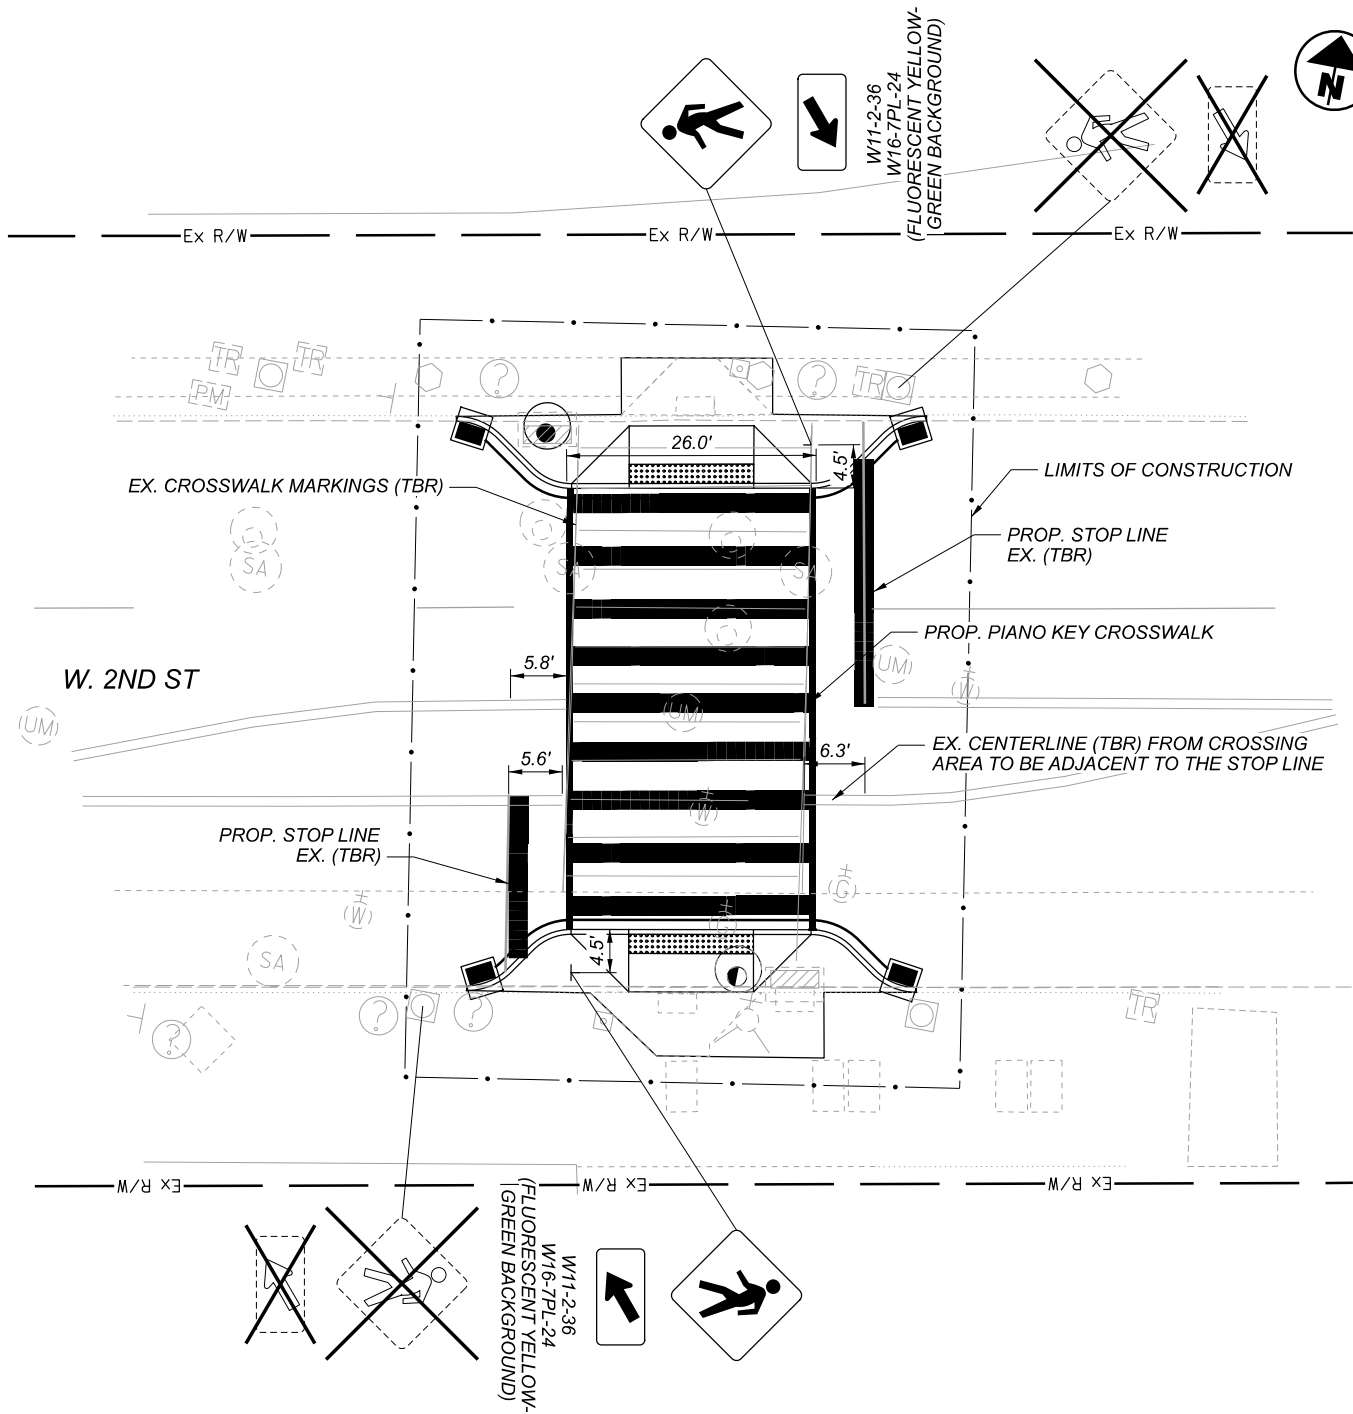 W11-2-36
W16-7PL-24
(FLUORESCENT YELLOW-
GREEN BACKGROUND)
N
Ex R/W
Ex R/W
Ex R/W
TR
TR
PM
?
?
TR
26.0'
4.5'
EX. CROSSWALK MARKINGS (TBR)
LIMITS OF CONSTRUCTION
PROP. STOP LINE
EX. (TBR)
SA
SA
SA
PROP. PIANO KEY CROSSWALK
5.8'
UM
W
W. 2ND ST
UM
UM
EX. CENTERLINE (TBR) FROM CROSSING
AREA TO BE ADJACENT TO THE STOP LINE
6.3'
5.6'
W
PROP. STOP LINE
EX. (TBR)
G
W
G
SA
4.5'
?
?
?
TR
Ex R/W
Ex R/W
Ex R/W
W11-2-36
W16-7PL-24
(FLUORESCENT YELLOW-
GREEN BACKGROUND)